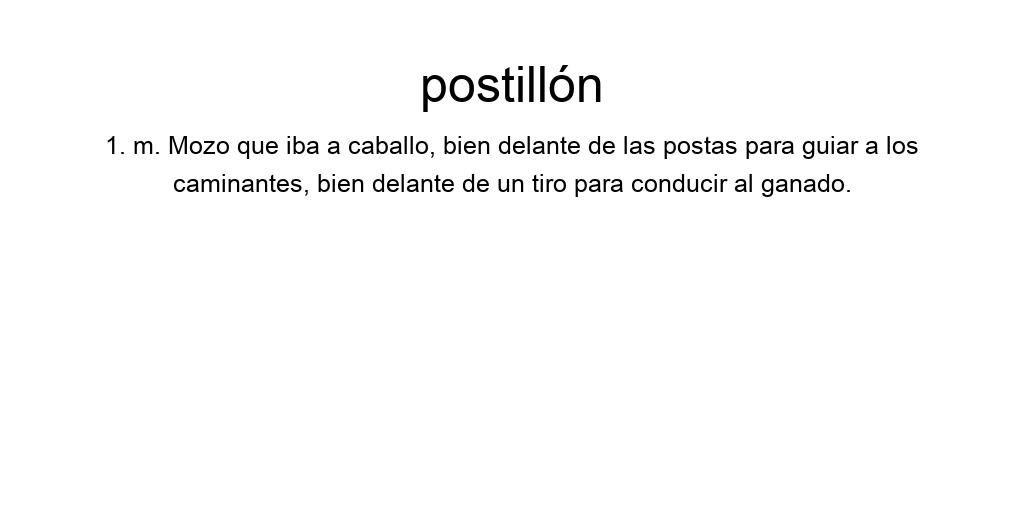 postillón
1. m. Mozo que iba a caballo, bien delante de las postas para guiar a los
caminantes, bien delante de un tiro para conducir al ganado.